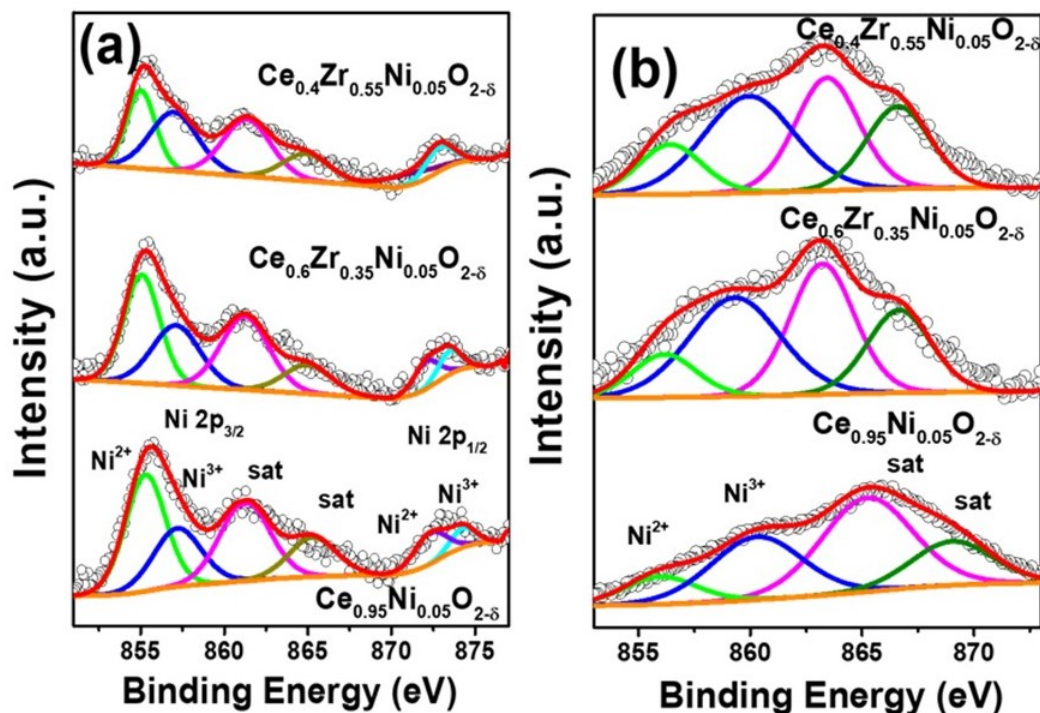 (a)
Ce0.4Zr0.55Ni0.05O2-δ
Ce0.6Zr0.35Ni0.05O2-δ
Ni 2p3/2
Ni 2p1/2
Ni2+
Ni3+
sat
sat
Ni2+
Ni3+
Ce0.95Ni0.05O2-δ
Intensity (a.u.)
855 860 865 870 875
Binding Energy (eV)
(b)
Ce0.4Zr0.55Ni0.05O2-δ
Ce0.6Zr0.35Ni0.05O2-δ
Ce0.95Ni0.05O2-δ
Ni2+
Ni3+
sat
sat
Intensity (a.u.)
855 860 865 870
Binding Energy (eV)